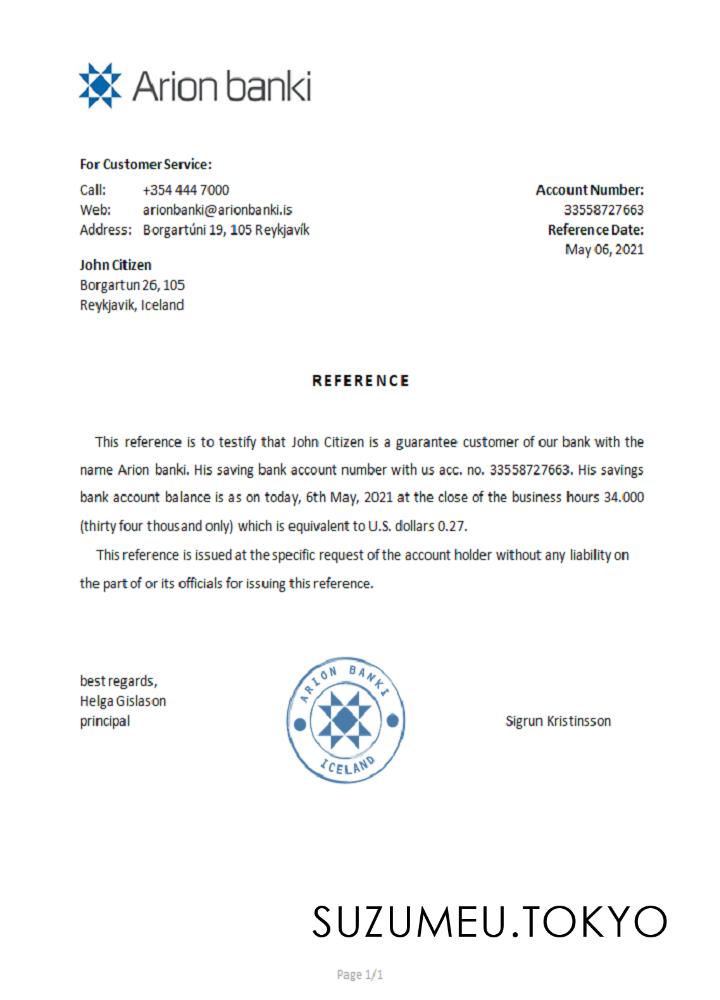 Arion banki
For Customer Service:
Call: +354 444 7000
Web: arionbanki@arionbanki.is
Address: Borgartúni 19, 105 Reykjavík
Account Number:
33558727663
Reference Date:
May 06, 2021
John Citizen
Borgartun 26, 105
Reykjavik, Iceland
REFERENCE
This reference is to testify that John Citizen is a guarantee customer of our bank with the
name Arion banki. His saving bank account number with us acc. no. 33558727663. His savings
bank account balance is as on today, 6th May, 2021 at the close of the business hours 34.000
(thirty four thousand only) which is equivalent to U.S. dollars 0.27.
This reference is issued at the specific request of the account holder without any liability on
the part of or its officials for issuing this reference.
best regards,
Helga Gislason
principal
ARION BANKI
ICELAND
Sigrun Kristinsson
SUZUMEU.TOKYO
Page 1/1